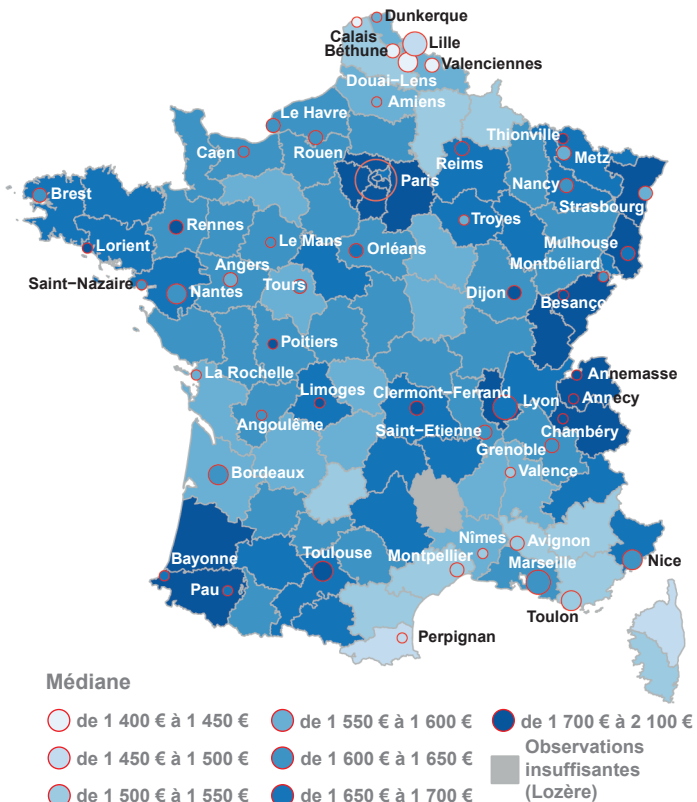 Dunkerque
Calais
Béthune
Lille
Valenciennes
Douai−Lens
Amiens
Le Havre
Rouen
Caen
Reims
Thionville
Metz
Paris
Nancy
Strasbourg
Brest
Rennes
Troyes
Lorient
Le Mans
Orléans
Mulhouse
Montbéliard
Angers
Saint−Nazaire
Nantes
Tours
Dijon
Besanço
Poitiers
La Rochelle
Limoges
Clermont−Ferrand
Annemasse
Lyon
Annecy
Angoulême
Saint−Etienne
Chambéry
Grenoble
Bordeaux
Valence
Nîmes
Avignon
Bayonne
Toulouse
Montpellier
Marseille
Nice
Pau
Toulon
Perpignan
Médiane
de 1 400 € à 1 450 €
de 1 550 € à 1 600 €
de 1 700 € à 2 100 €
de 1 450 € à 1 500 €
de 1 600 € à 1 650 €
Observations
insuffisantes
(Lozère)
de 1 500 € à 1 550 €
de 1 650 € à 1 700 €